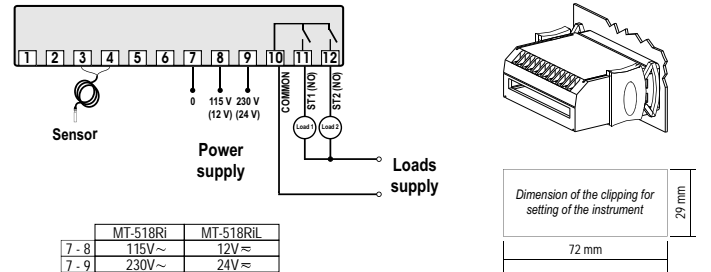 1 2 3 4 5 6 7 8 9 10 11 12
0
115 V
(12 V)
230 V
(24 V)
COMMON
ST1 (NO)
ST2 (NO)
Load 1
Load 2
Sensor
Power
supply
Loads
supply
MT-518Ri MT-518RiL
7 - 8 115V~ 12V⎓
7 - 9 230V~ 24V⎓
Dimension of the clipping for
setting of the instrument
29 mm
72 mm